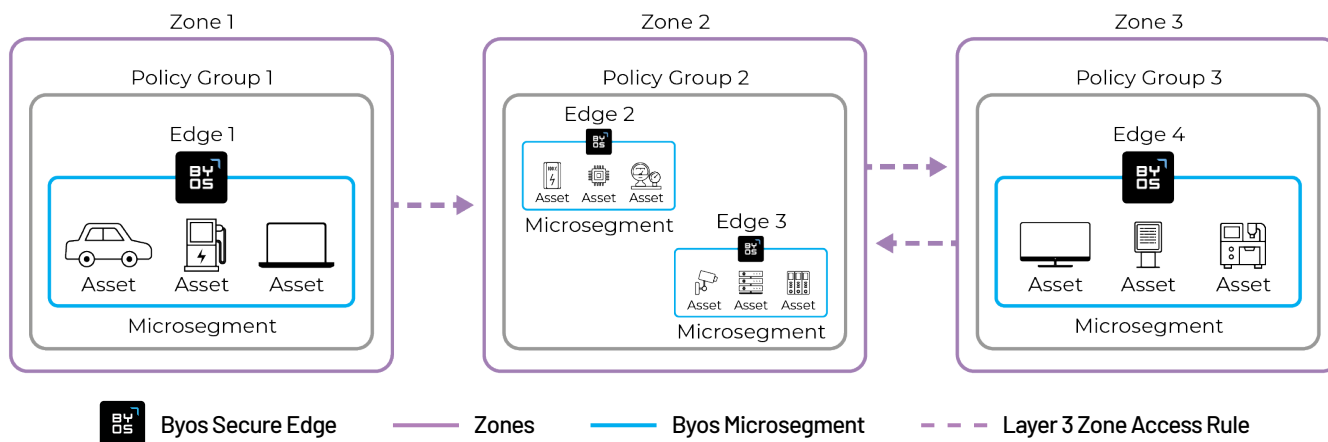 Zone 1
Zone 2
Zone 3
Policy Group 1
Policy Group 2
Policy Group 3
Edge 1
BY
OS
Asset
Asset
Asset
Microsegment
Edge 2
BY
OS
Asset
Asset
Asset
Microsegment
Edge 3
BY
OS
Asset
Asset
Asset
Microsegment
Edge 4
BY
OS
Asset
Asset
Asset
Microsegment
BY
OS
Byos Secure Edge
Zones
Byos Microsegment
Layer 3 Zone Access Rule